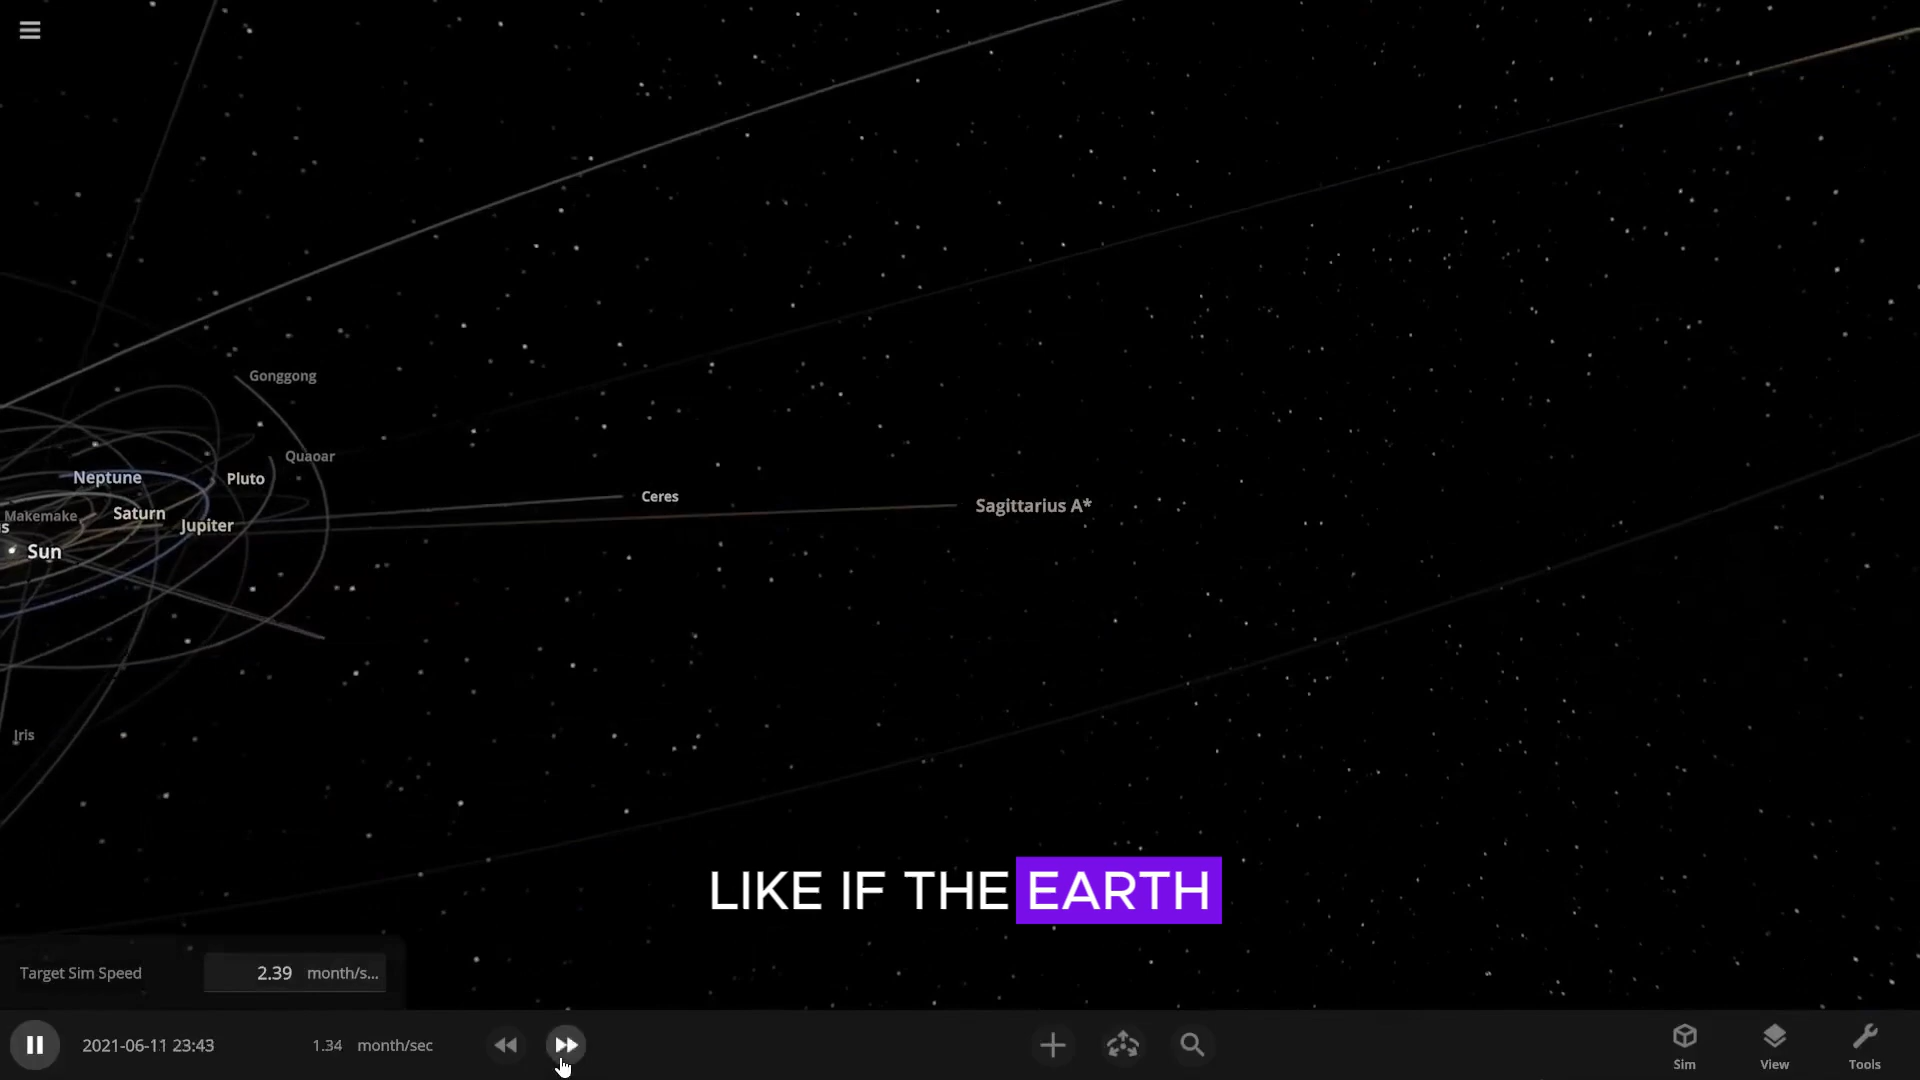 Gonggong
Quaoar
Neptune
Pluto
Ceres
Sagittarius A*
Saturn
Makemake
s
Jupiter
Sun
Iris
LIKE IF THE EARTH
Target Sim Speed 2.39 month/s...
2021-06-11 23:43 1.34 month/sec
Sim View Tools